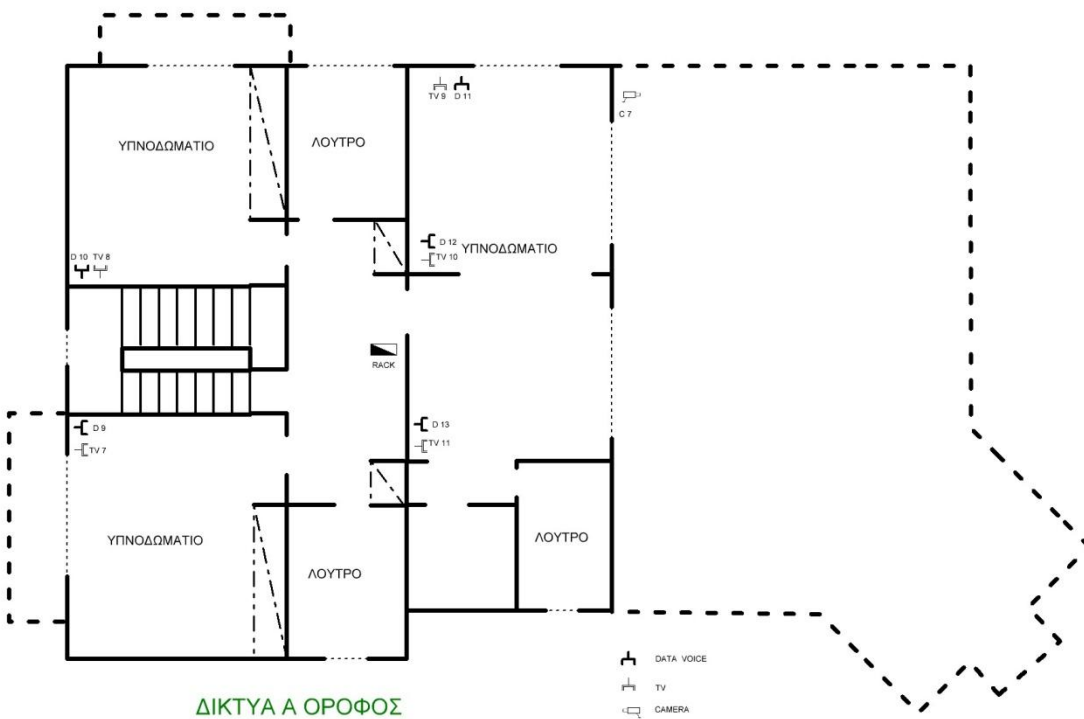 TV 9 D 11
C 7
ΥΠΝΟΔΩΜΑΤΙΟ
ΛΟΥΤΡΟ
D 12
ΥΠΝΟΔΩΜΑΤΙΟ
TV 10
D 10 TV 8
RACK
D 9
D 13
TV 7
TV 11
ΥΠΝΟΔΩΜΑΤΙΟ
ΛΟΥΤΡΟ
ΛΟΥΤΡΟ
DATA VOICE
TV
CAMERA
ΔΙΚΤΥΑ Α ΟΡΟΦΟΣ